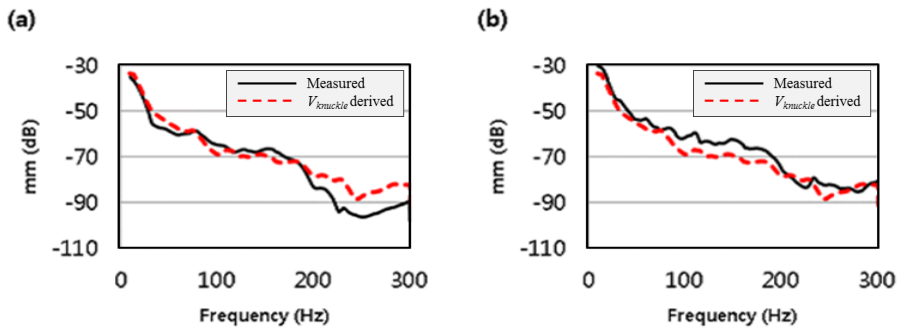 (a)
-30
-50
-70
-90
-110
mm (dB)
Measured
Vknuckle derived
0
100
200
300
Frequency (Hz)
(b)
-30
-50
-70
-90
-110
mm (dB)
Measured
Vknuckle derived
0
100
200
300
Frequency (Hz)